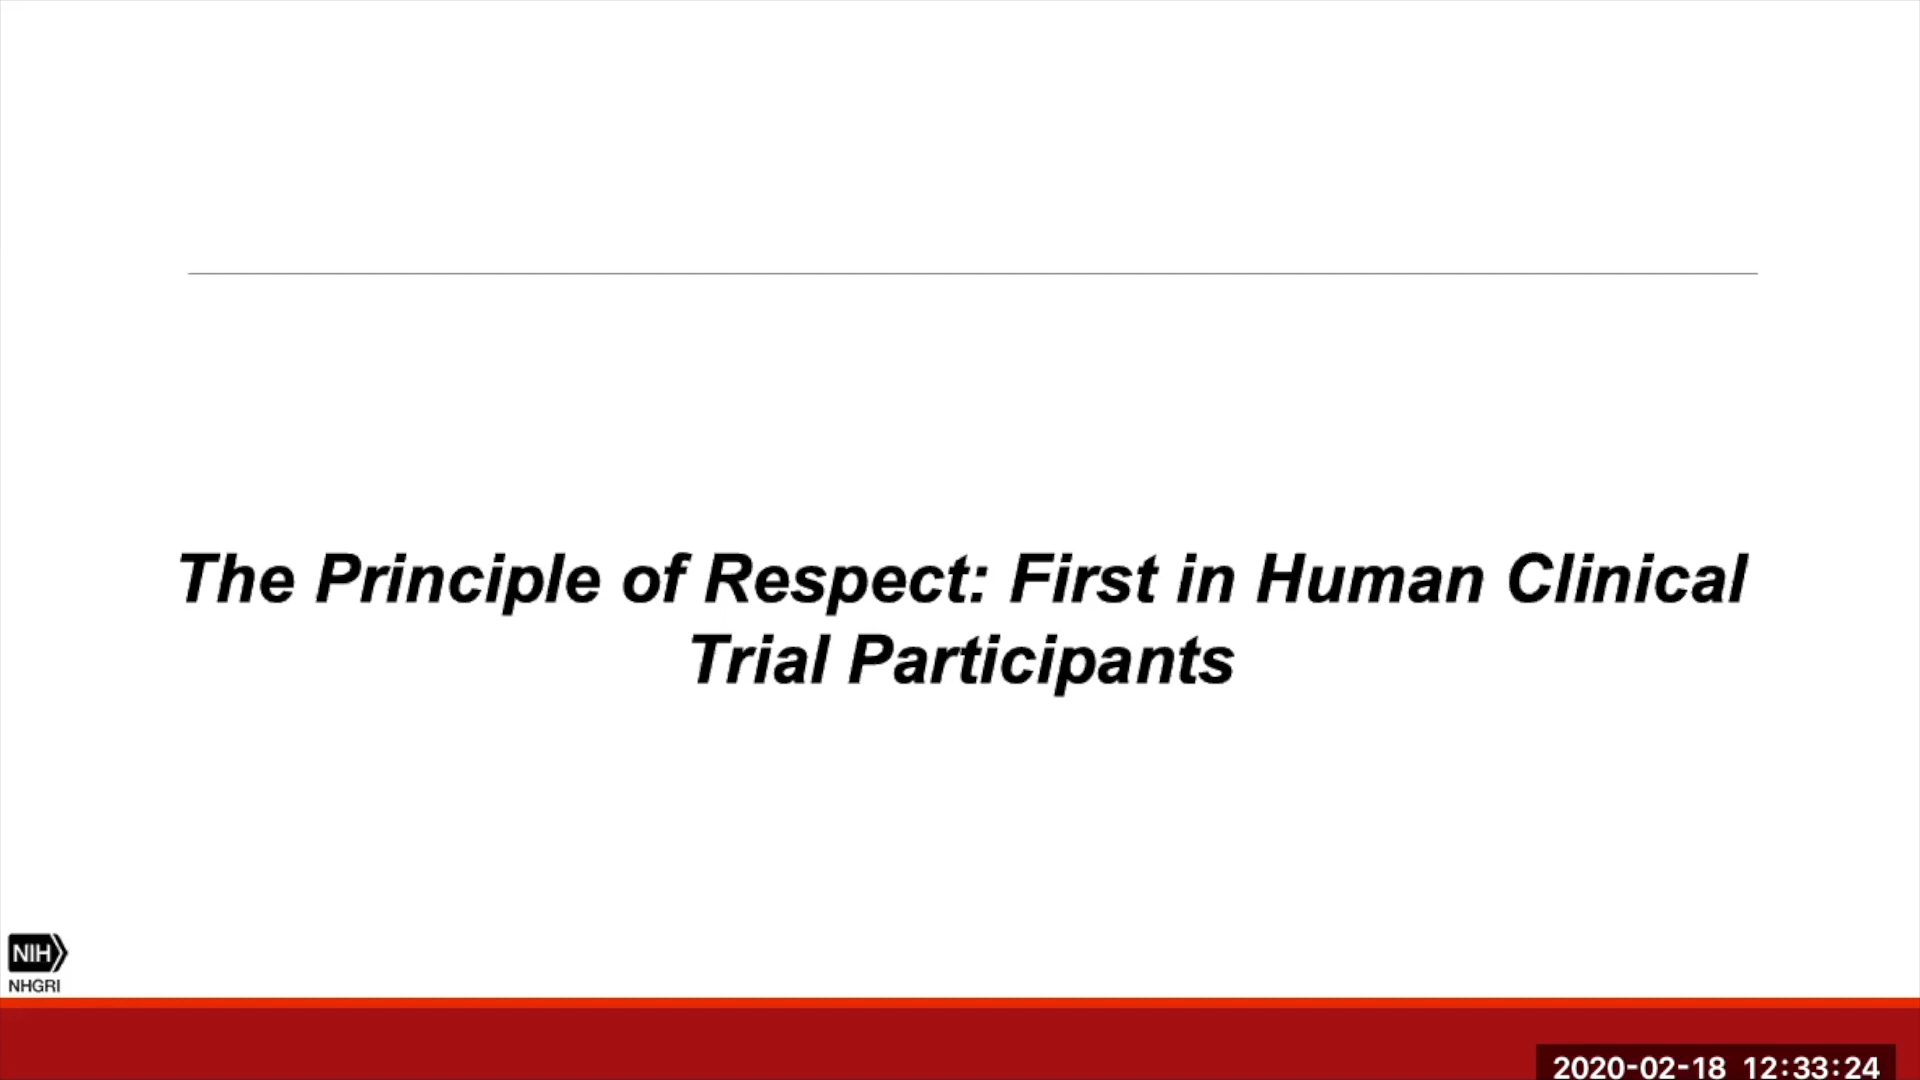 The Principle of Respect: First in Human Clinical
Trial Participants
NIH
NHGRI
2020-02-18 12:33:24